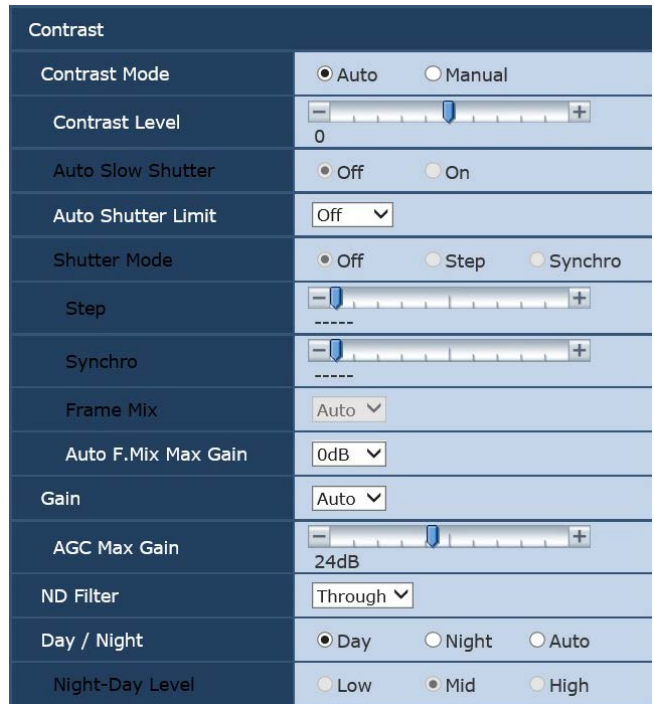 Contrast
Contrast Mode Auto Manual
Contrast Level - +
0
Auto Slow Shutter Off On
Auto Shutter Limit Off
Shutter Mode Off Step Synchro
Step - +
-----
Synchro - +
-----
Frame Mix Auto
Auto F.Mix Max Gain 0dB
Gain Auto
AGC Max Gain - +
24dB
ND Filter Through
Day / Night Day Night Auto
Night-Day Level Low Mid High